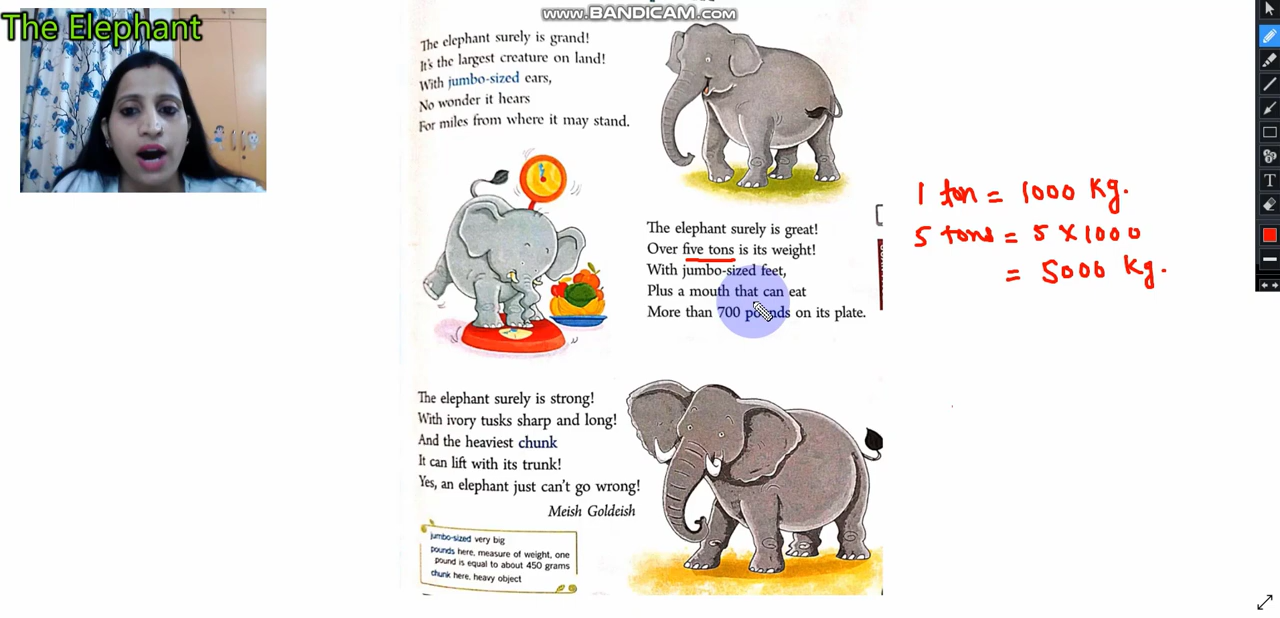 www.BANDICAM.com
The Elephant
The elephant surely is grand!
It's the largest creature on land!
With jumbo-sized ears,
No wonder it hears
For miles from where it may stand.
The elephant surely is great!
Over five tons is its weight!
With jumbo-sized feet,
Plus a mouth that can eat
More than 700 pounds on its plate.
The elephant surely is strong!
With ivory tusks sharp and long!
And the heaviest chunk
It can lift with its trunk!
Yes, an elephant just can't go wrong!
Meish Goldeish
jumbo-sized very big
pounds here, measure of weight, one
pound is equal to about 450 grams
chunk here, heavy object
1 ton = 1000 Kg.
5 tons = 5 X 1000
= 5000 Kg.
T